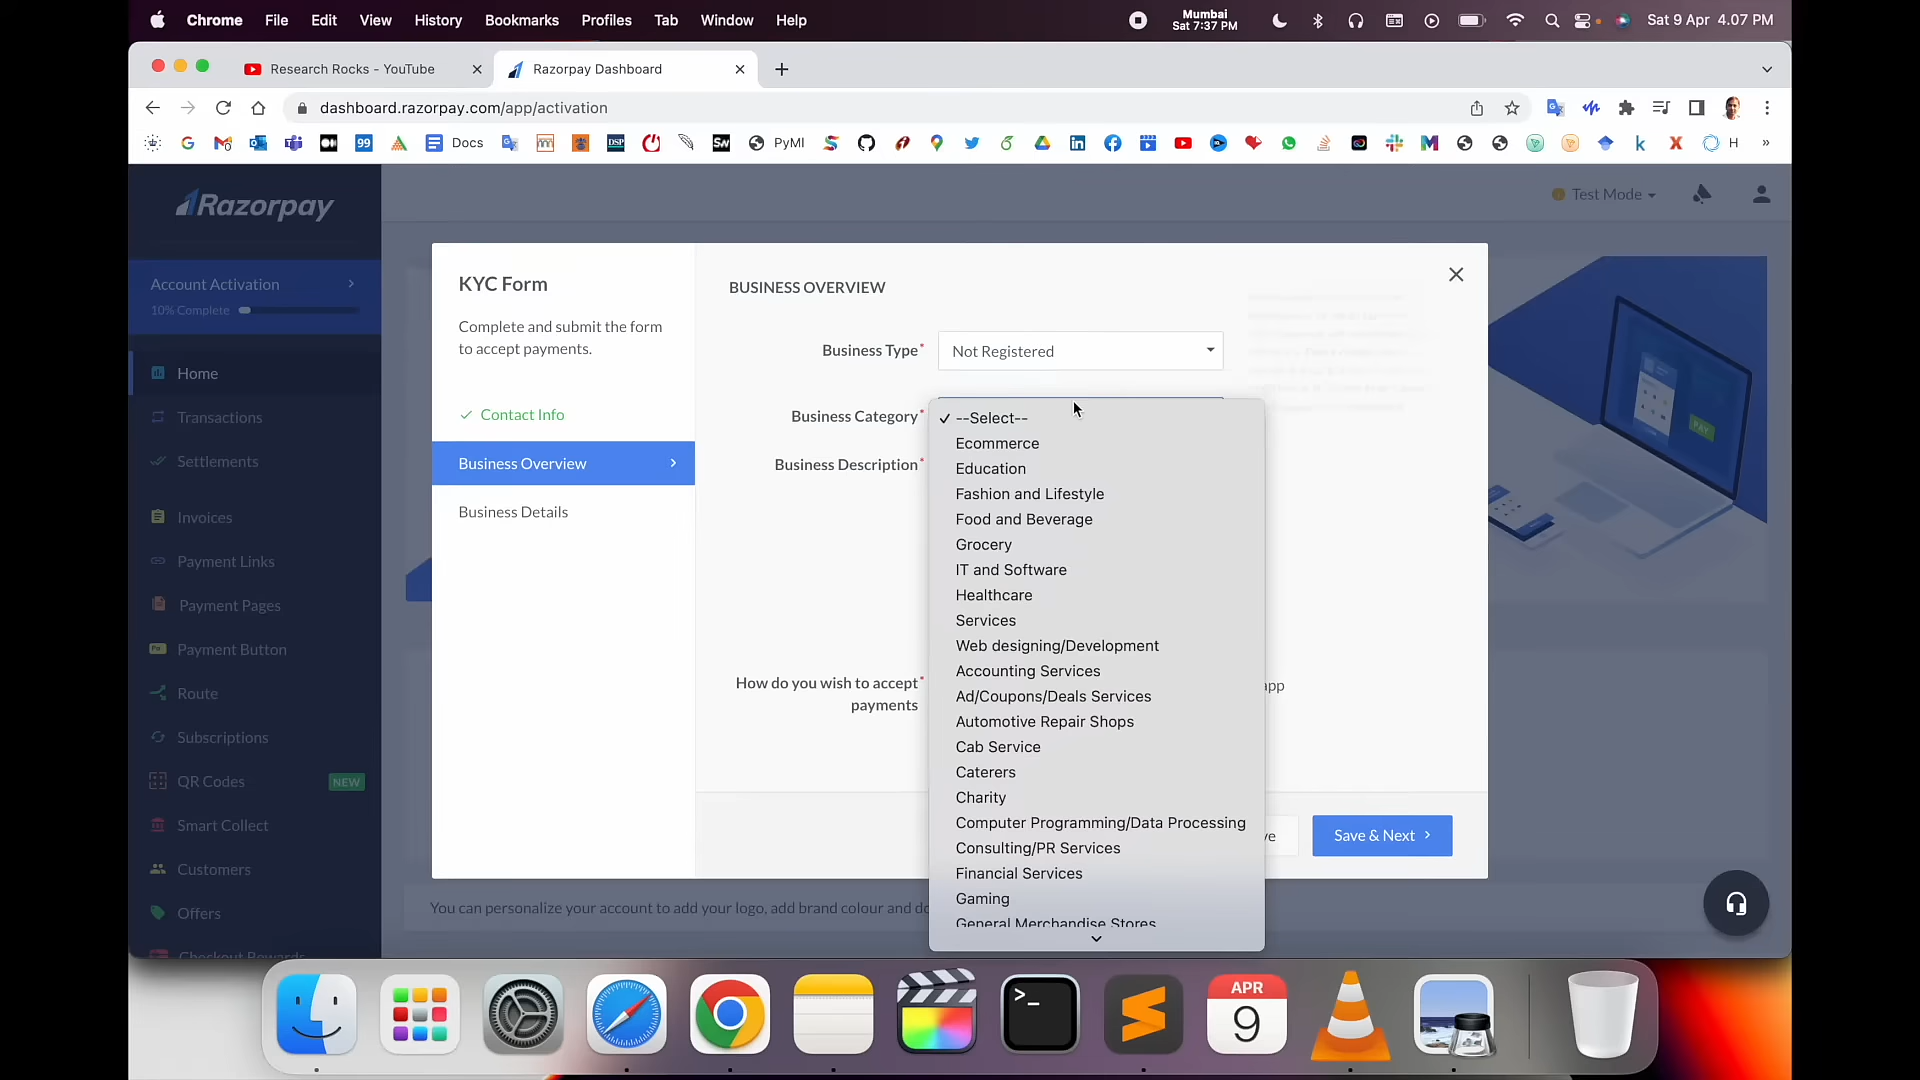 Chrome File Edit View History Bookmarks Profiles Tab Window Help
Mumbai
Sat 7:37 PM
Sat 9 Apr 4.07 PM
Research Rocks - YouTube
Razorpay Dashboard
dashboard.razorpay.com/app/activation
99
Docs
DSP
SW
PyMI
H
»
Razorpay
Test Mode
Account Activation
10% Complete
Home
Transactions
Settlements
Invoices
Payment Links
Payment Pages
Payment Button
Route
Subscriptions
QR Codes NEW
Smart Collect
Customers
Offers
Checkout Rewards
KYC Form
Complete and submit the form
to accept payments.
Contact Info
Business Overview
Business Details
BUSINESS OVERVIEW
Business Type* Not Registered
Business Category*
Business Description*
How do you wish to accept*
payments
--Select--
Ecommerce
Education
Fashion and Lifestyle
Food and Beverage
Grocery
IT and Software
Healthcare
Services
Web designing/Development
Accounting Services
Ad/Coupons/Deals Services
Automotive Repair Shops
Cab Service
Caterers
Charity
Computer Programming/Data Processing
Consulting/PR Services
Financial Services
Gaming
General Merchandise Stores
app
ve
Save & Next
PAY
You can personalize your account to add your logo, add brand colour and
APR
9